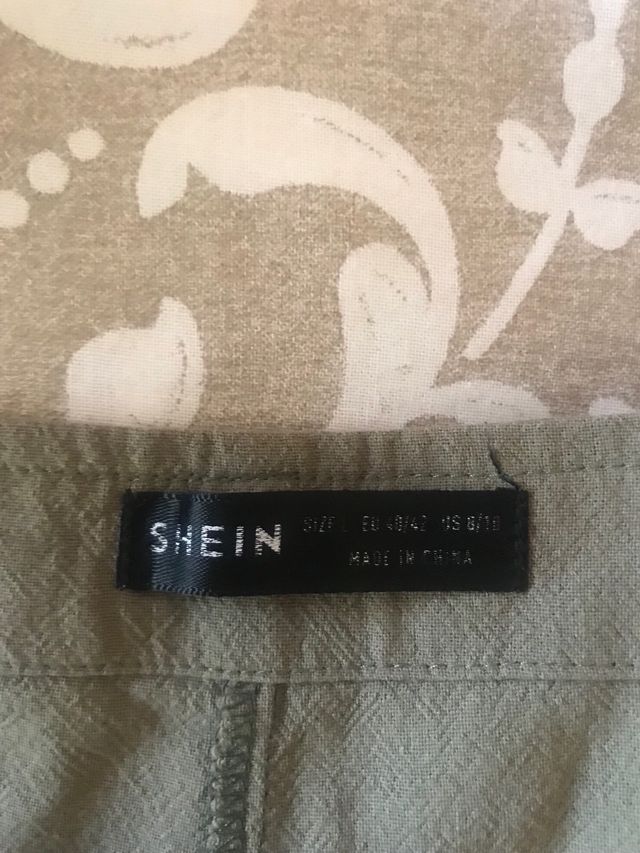 SHEIN
SIZE L EU 40/42 US 8/10
MADE IN CHINA